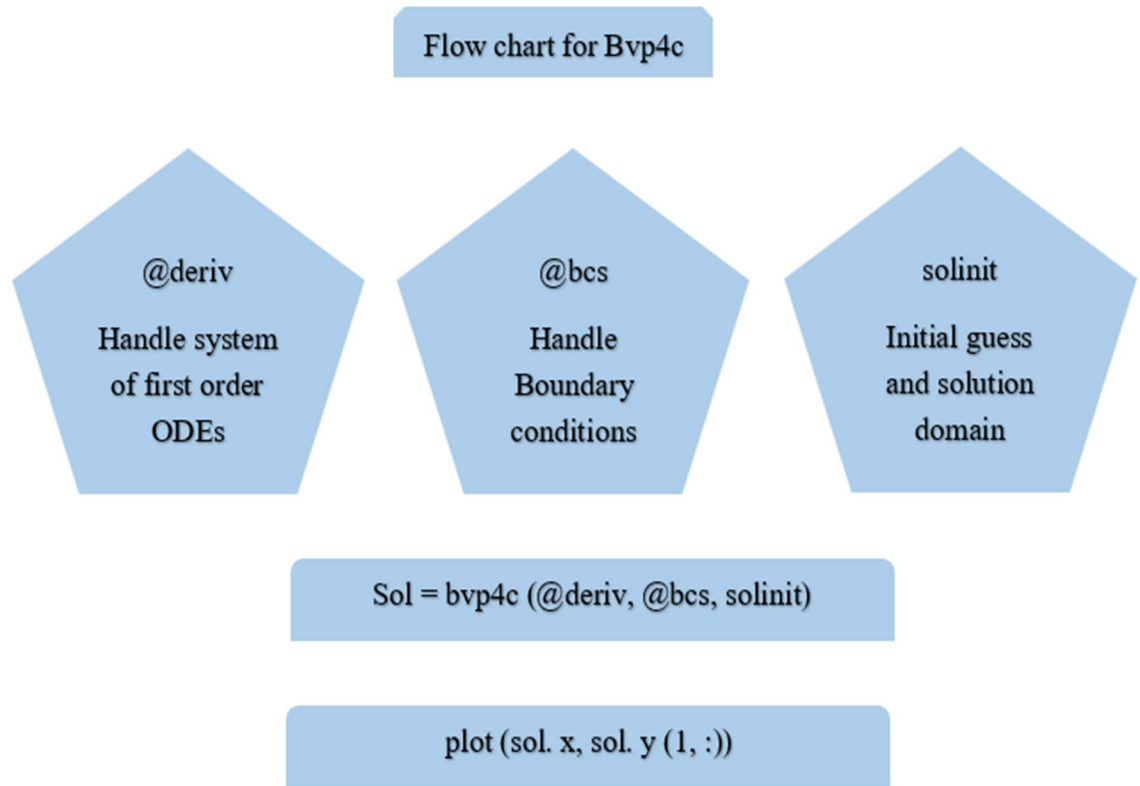 Flow chart for Bvp4c
@deriv
Handle system
of first order
ODEs
@bcs
Handle
Boundary
conditions
solinit
Initial guess
and solution
domain
Sol = bvp4c (@deriv, @bcs, solinit)
plot (sol. x, sol. y (1, :))